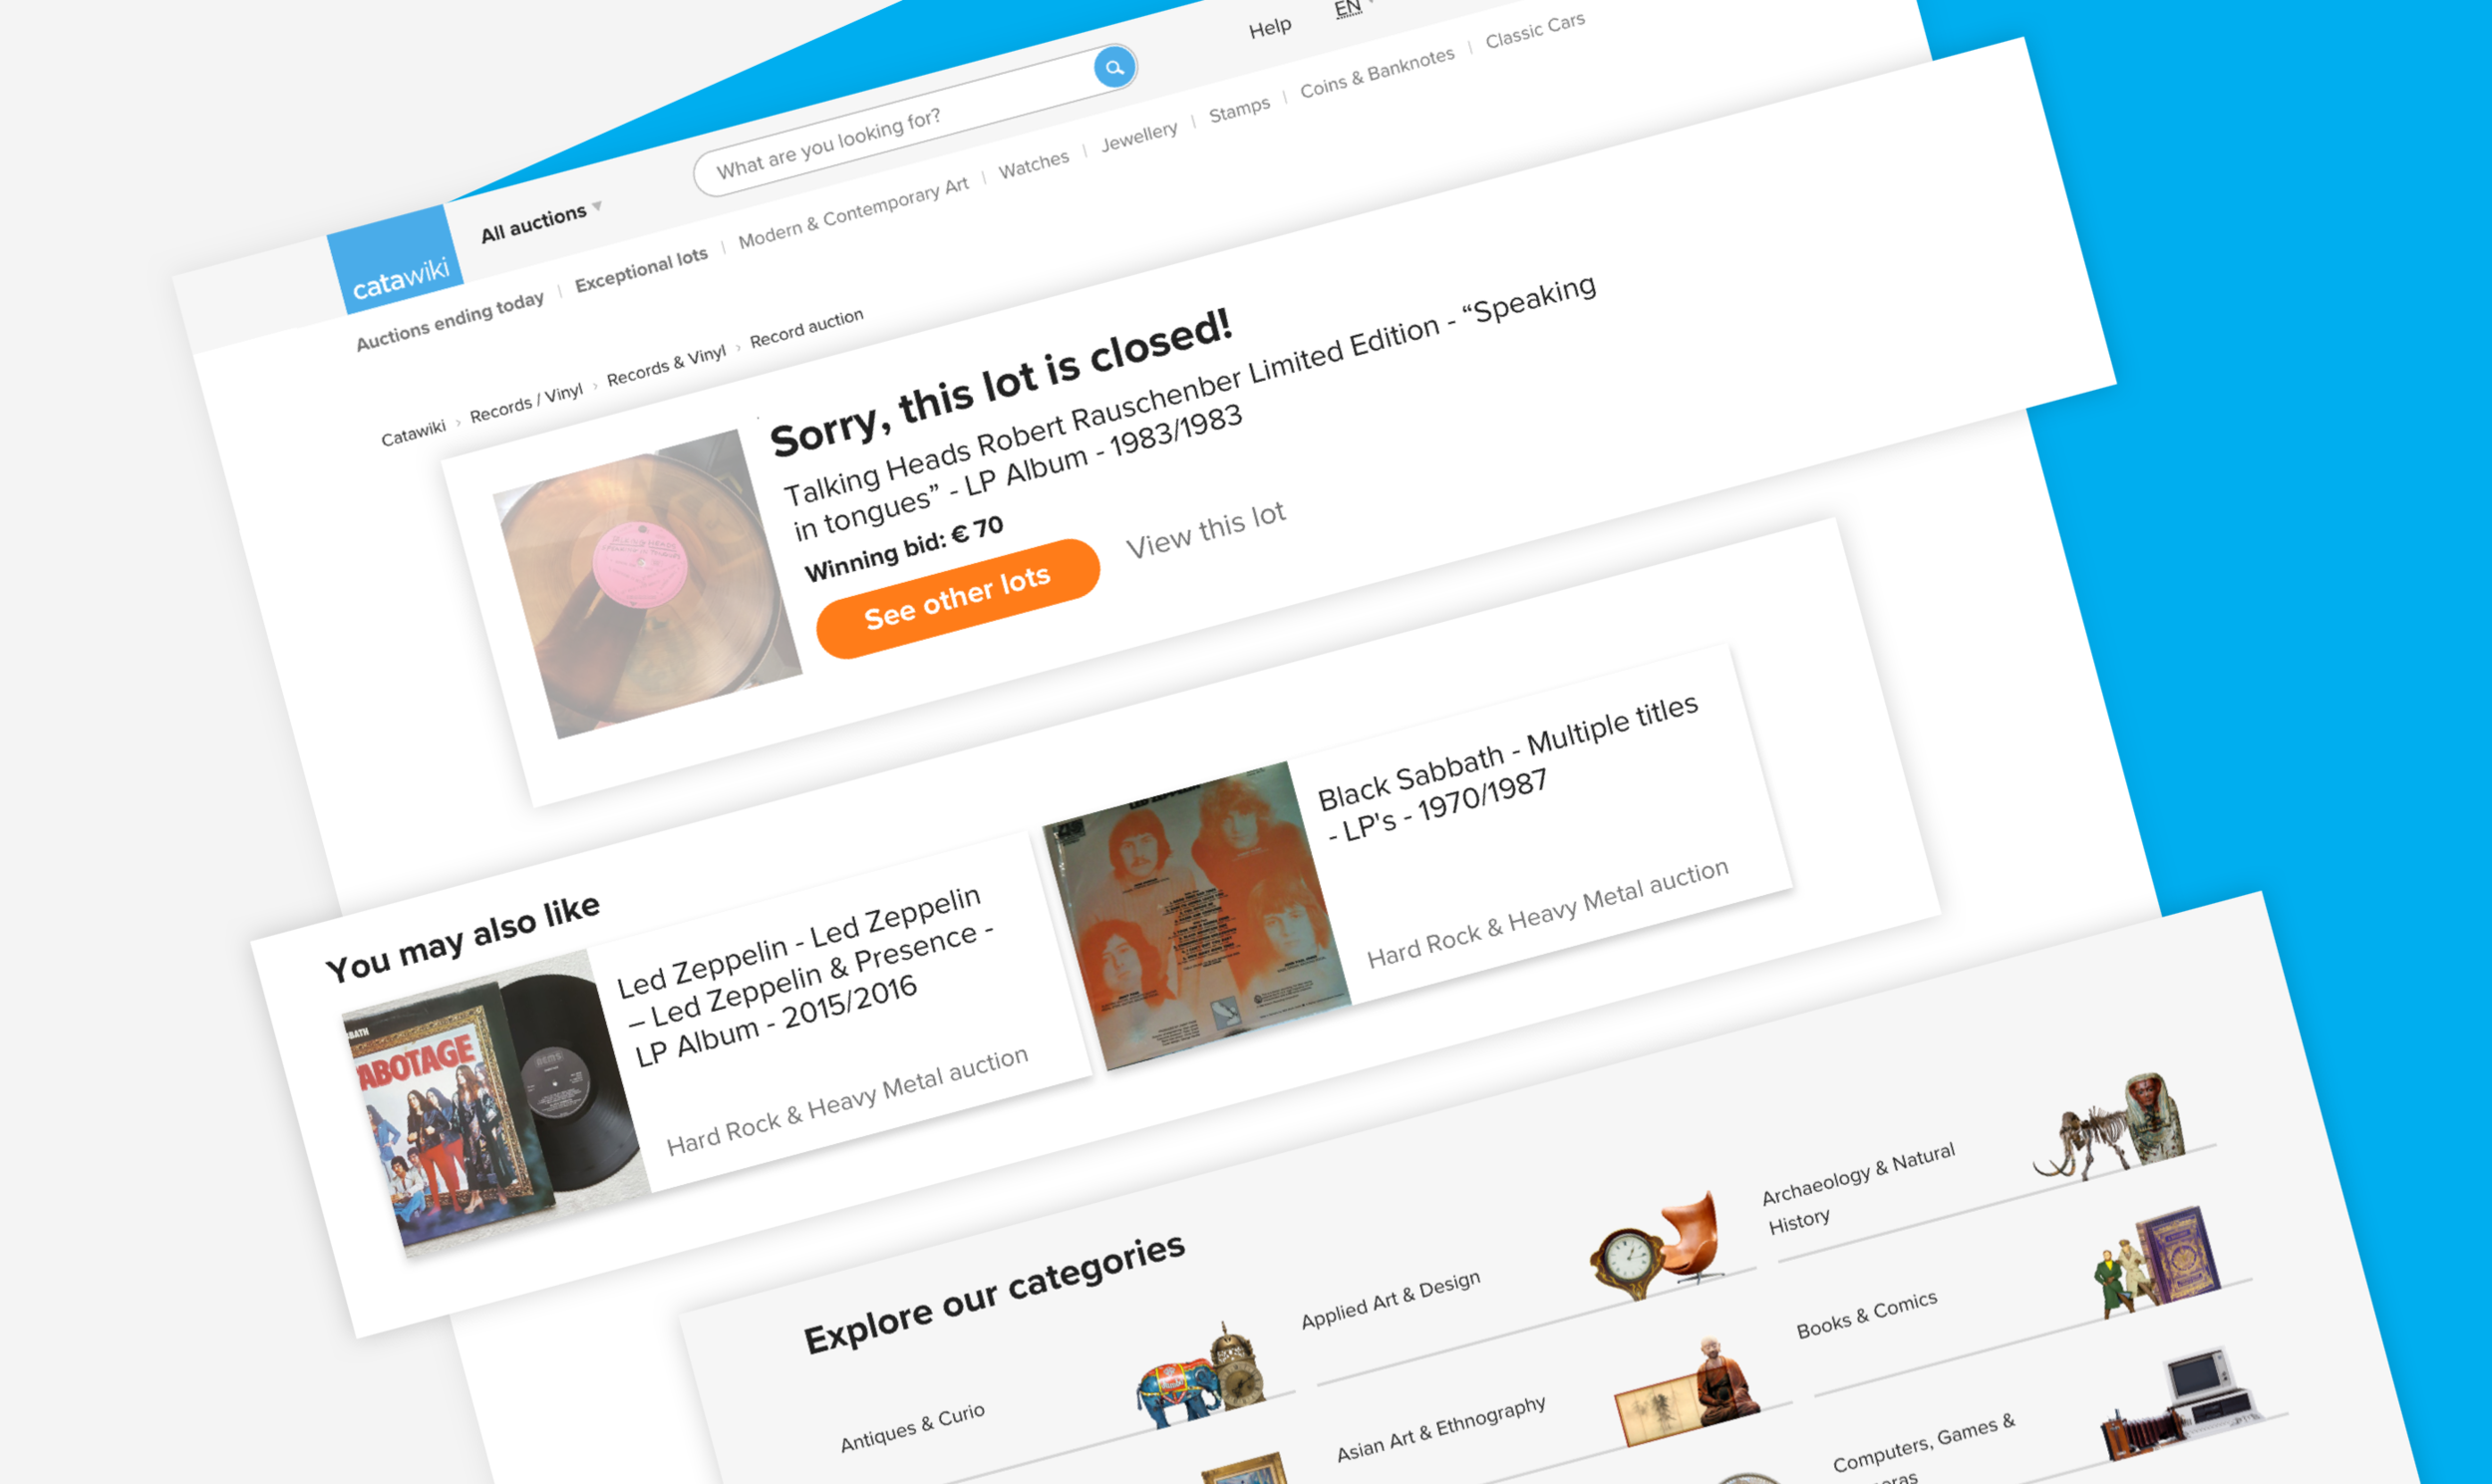 Help
EN
What are you looking for?
All auctions
catawiki
Auctions ending today | Exceptional lots | Modern & Contemporary Art | Watches | Jewellery | Stamps | Coins & Banknotes | Classic Cars
Catawiki › Records / Vinyl › Records & Vinyl › Record auction
Sorry, this lot is closed!
Talking Heads Robert Rauschenber Limited Edition - “Speaking
in tongues” - LP Album - 1983/1983
Winning bid: € 70
See other lots
View this lot
You may also like
BATH
ABOTAGE
Led Zeppelin - Led Zeppelin
– Led Zeppelin & Presence -
LP Album - 2015/2016
Hard Rock & Heavy Metal auction
LED ZEPPELIN
Black Sabbath - Multiple titles
- LP's - 1970/1987
Hard Rock & Heavy Metal auction
Explore our categories
Antiques & Curio
Applied Art & Design
Archaeology & Natural
History
Asian Art & Ethnography
Books & Comics
Computers, Games &